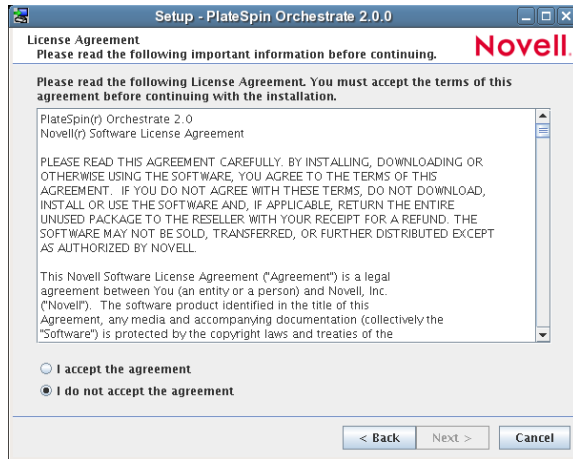 Setup - PlateSpin Orchestrate 2.0.0
License Agreement
Please read the following important information before continuing.
Novell.
Please read the following License Agreement. You must accept the terms of this
agreement before continuing with the installation.
PlateSpin(r) Orchestrate 2.0
Novell(r) Software License Agreement
PLEASE READ THIS AGREEMENT CAREFULLY. BY INSTALLING, DOWNLOADING OR
OTHERWISE USING THE SOFTWARE, YOU AGREE TO THE TERMS OF THIS
AGREEMENT. IF YOU DO NOT AGREE WITH THESE TERMS, DO NOT DOWNLOAD,
INSTALL OR USE THE SOFTWARE AND, IF APPLICABLE, RETURN THE ENTIRE
UNUSED PACKAGE TO THE RESELLER WITH YOUR RECEIPT FOR A REFUND. THE
SOFTWARE MAY NOT BE SOLD, TRANSFERRED, OR FURTHER DISTRIBUTED EXCEPT
AS AUTHORIZED BY NOVELL.
This Novell Software License Agreement ("Agreement") is a legal
agreement between You (an entity or a person) and Novell, Inc.
("Novell"). The software product identified in the title of this
Agreement, any media and accompanying documentation (collectively the
"Software") is protected by the copyright laws and treaties of the
I accept the agreement
I do not accept the agreement
< Back
Next >
Cancel